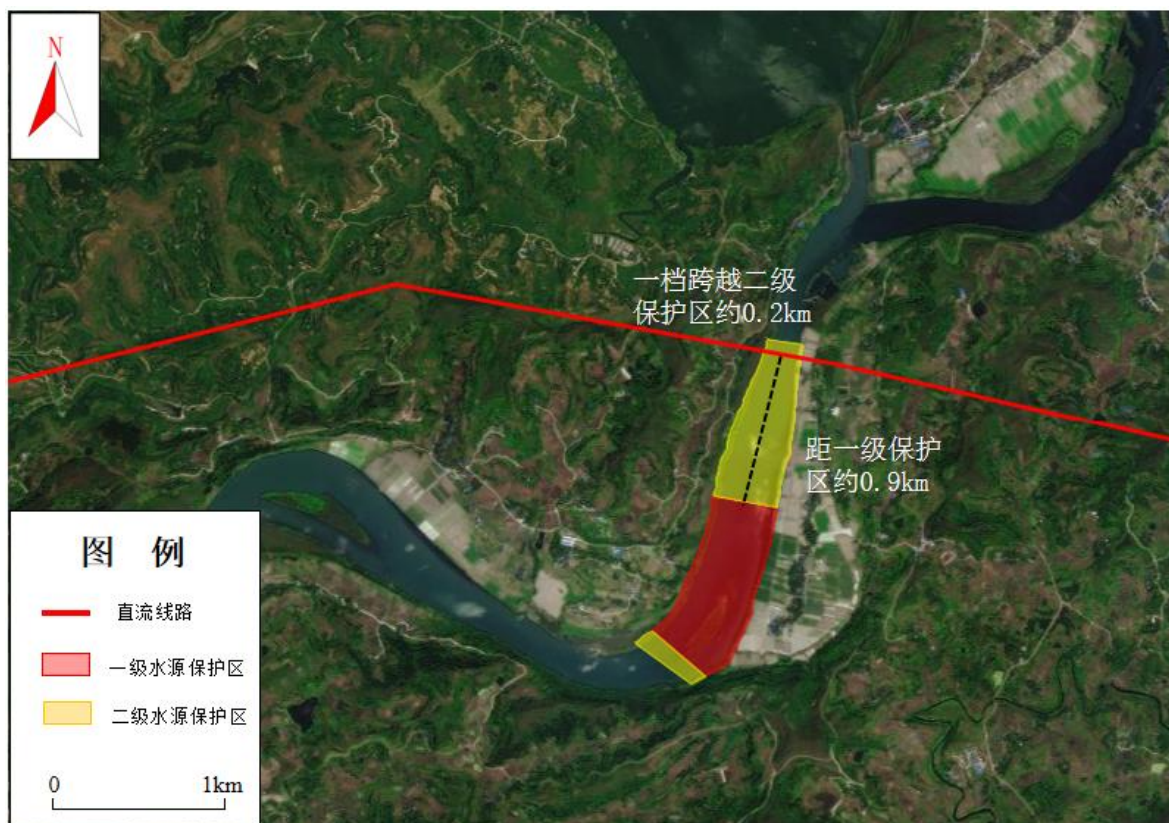 N
一档跨越二级
保护区约0.2km
距一级保护
区约0.9km
图 例
直流线路
一级水源保护区
二级水源保护区
0 1km